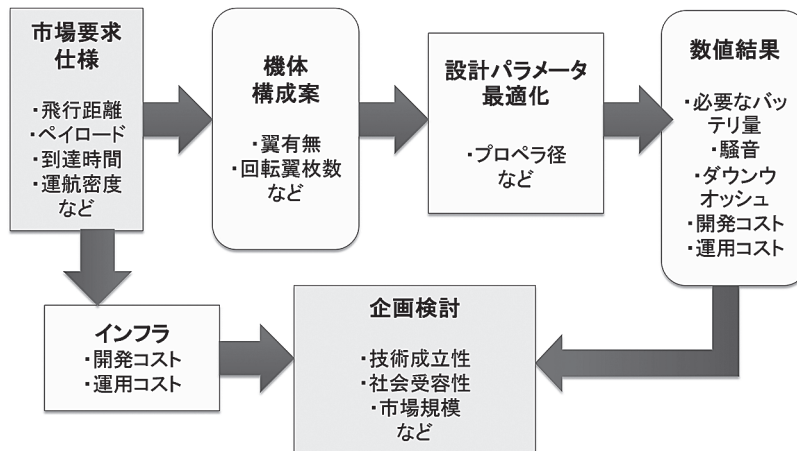 市場要求
仕様
・飛行距離
・ペイロード
・到達時間
・運航密度
など
機体
構成案
・翼有無
・回転翼枚数
など
設計パラメータ
最適化
・プロペラ径
など
数値結果
・必要なバッ
テリ量
・騒音
・ダウンウ
オッシュ
・開発コスト
・運用コスト
インフラ
・開発コスト
・運用コスト
企画検討
・技術成立性
・社会受容性
・市場規模
など